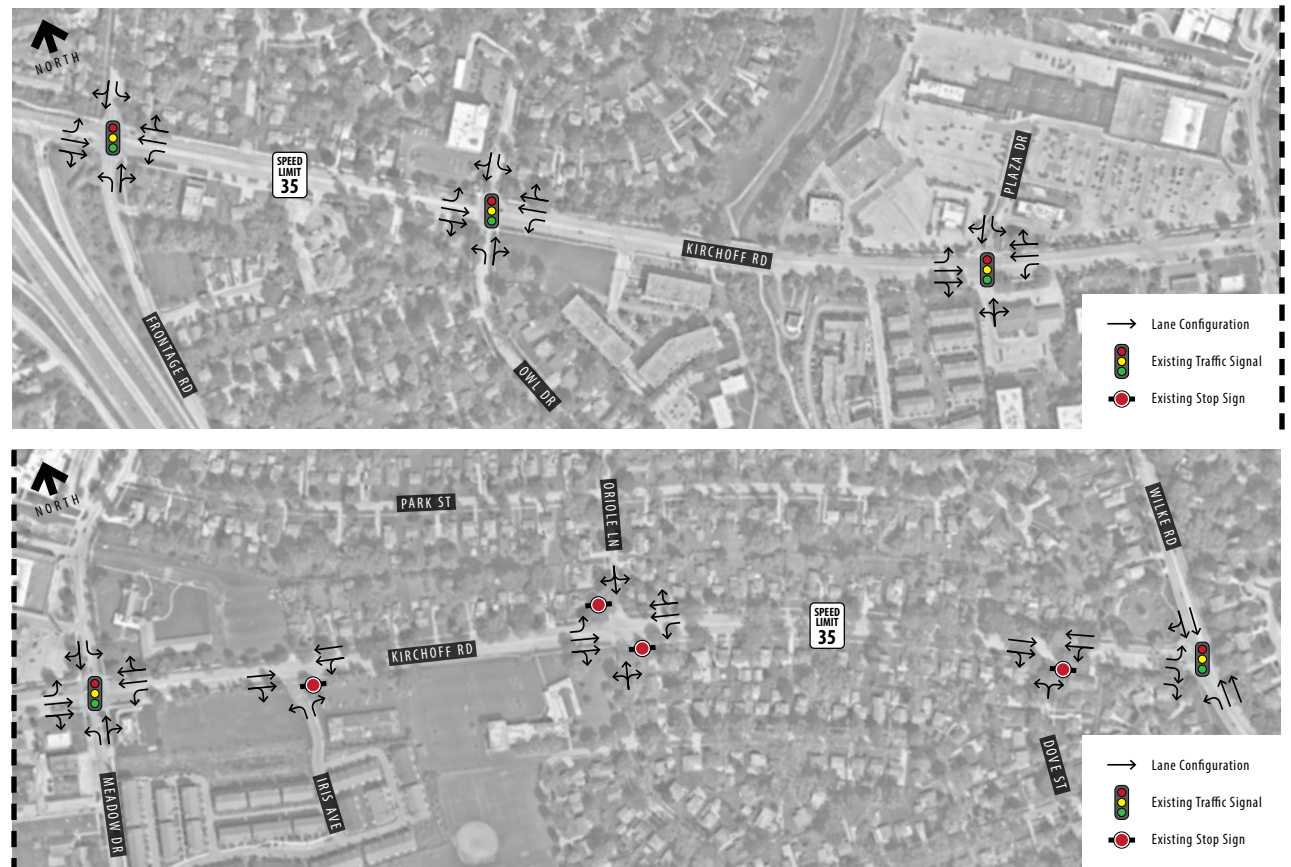 NORTH
SPEED
LIMIT
35
PLAZA DR
KIRCHOFF RD
FRONTAGE RD
OWL DR
Lane Configuration
Existing Traffic Signal
Existing Stop Sign
NORTH
PARK ST
ORIOLE LN
WILKE RD
SPEED
LIMIT
35
KIRCHOFF RD
MEADOW DR
IRIS AVE
DOVE ST
Lane Configuration
Existing Traffic Signal
Existing Stop Sign